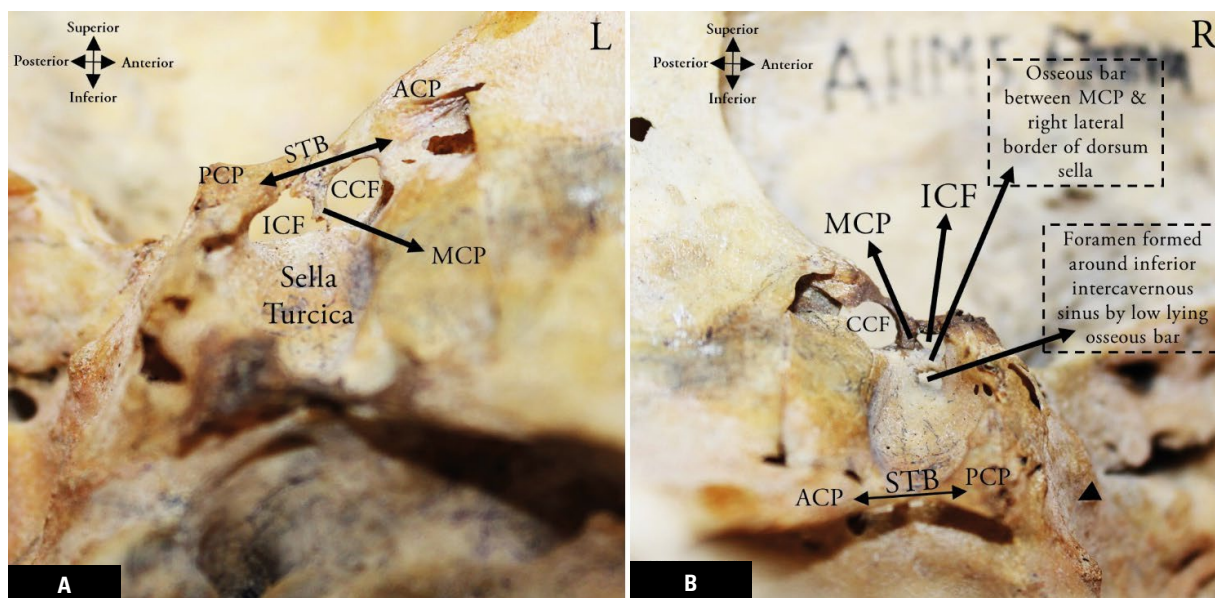 Superior
Posterior Anterior
Inferior
L
ACP
STB
PCP
CCF
ICF
MCP
Sella
Turcica
A
Superior
Posterior Anterior
Inferior
R
AIIMS
Osseous bar
between MCP &
right lateral
border of dorsum
sella
ICF
MCP
Foramen formed
around inferior
intercavernous
sinus by low lying
osseous bar
CCF
STB
ACP
PCP
B